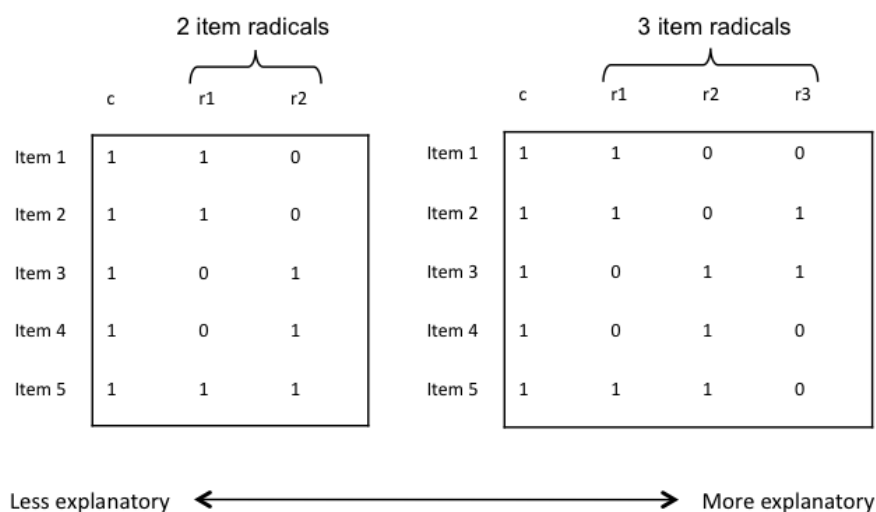 2 item radicals
c r1 r2
Item 1 1 1 0
Item 2 1 1 0
Item 3 1 0 1
Item 4 1 0 1
Item 5 1 1 1
3 item radicals
c r1 r2 r3
Item 1 1 1 0 0
Item 2 1 1 0 1
Item 3 1 0 1 1
Item 4 1 0 1 0
Item 5 1 1 1 0
Less explanatory More explanatory